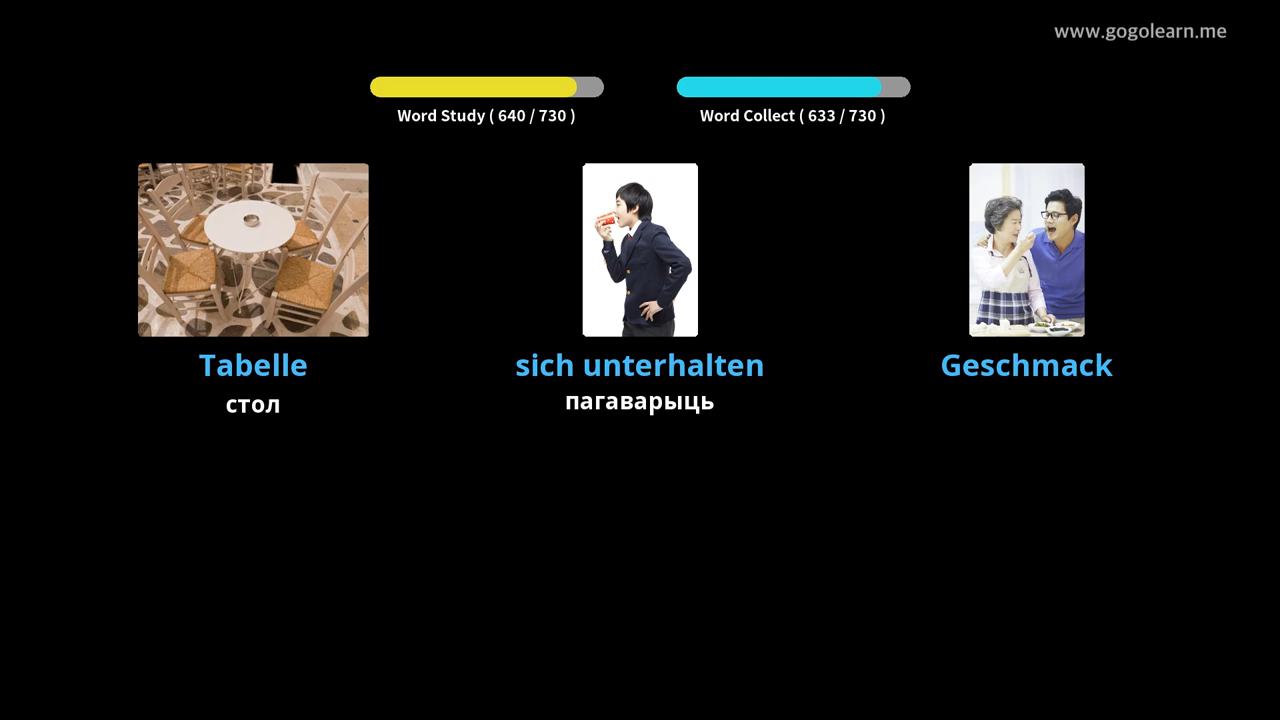 www.gogolearn.me
Word Study ( 640 / 730 )
Word Collect ( 633 / 730 )
Tabelle
стол
sich unterhalten
пагаварыць
Geschmack